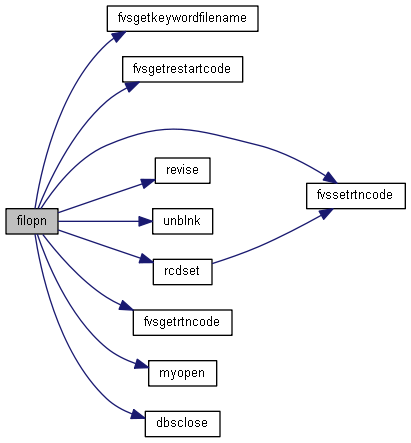 fvsgetkeywordfilename
fvsgetrestartcode
revise
fvssetrtncode
filopn
unblnk
rcdset
fvsgetrtncode
myopen
dbsclose